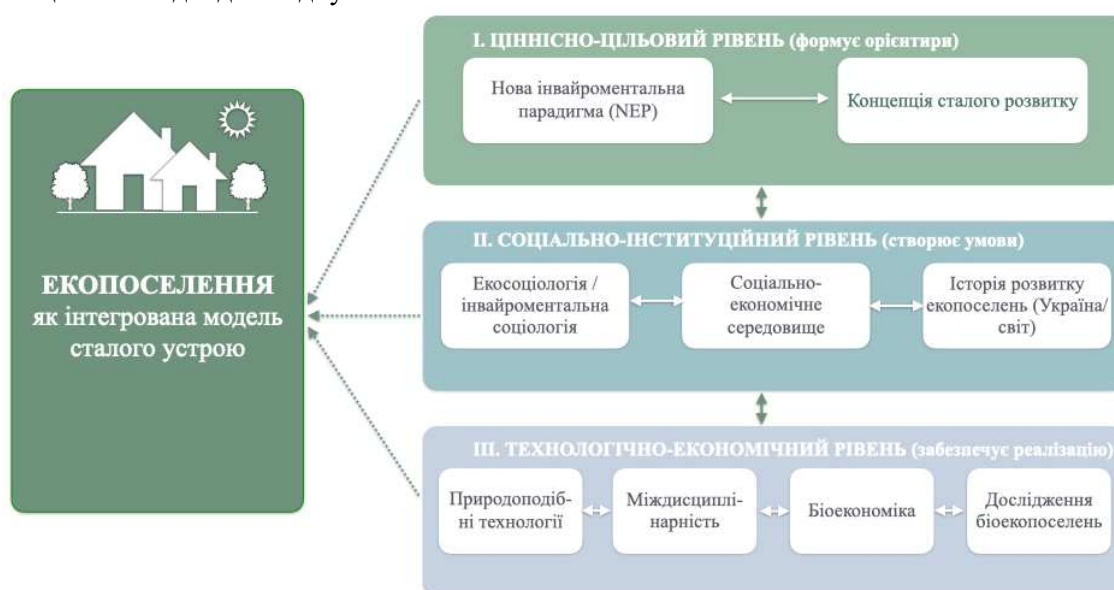 I. ЦІННІСНО-ЦІЛЬОВИЙ РІВЕНЬ (формує орієнтири)
Нова інвайроментальна
парадигма (NEP)
Концепція сталого розвитку
ЕКОПОСЕЛЕННЯ
як інтегрована модель
сталого устрою
II. СОЦІАЛЬНО-ІНСТИТУЦІЙНИЙ РІВЕНЬ (створює умови)
Екосоціологія /
інвайроментальна
соціологія
Соціально-
економічне
середовище
Історія розвитку
екопоселень (Україна/
світ)
III. ТЕХНОЛОГІЧНО-ЕКОНОМІЧНИЙ РІВЕНЬ (забезпечує реалізацію)
Природоподіб-
ні технології
Міждисциплі-
нарність
Біоекономіка
Дослідження
біоекопоселень